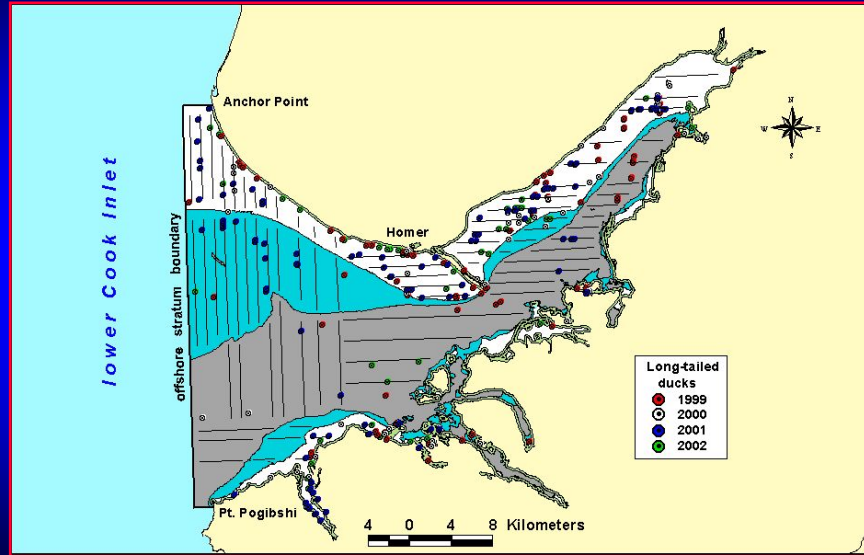 Anchor Point
N
W E
S
lower Cook Inlet
offshore stratum boundary
Homer
Long-tailed
ducks
1999
2000
2001
2002
Pt. Pogibshi
4 0 4 8 Kilometers